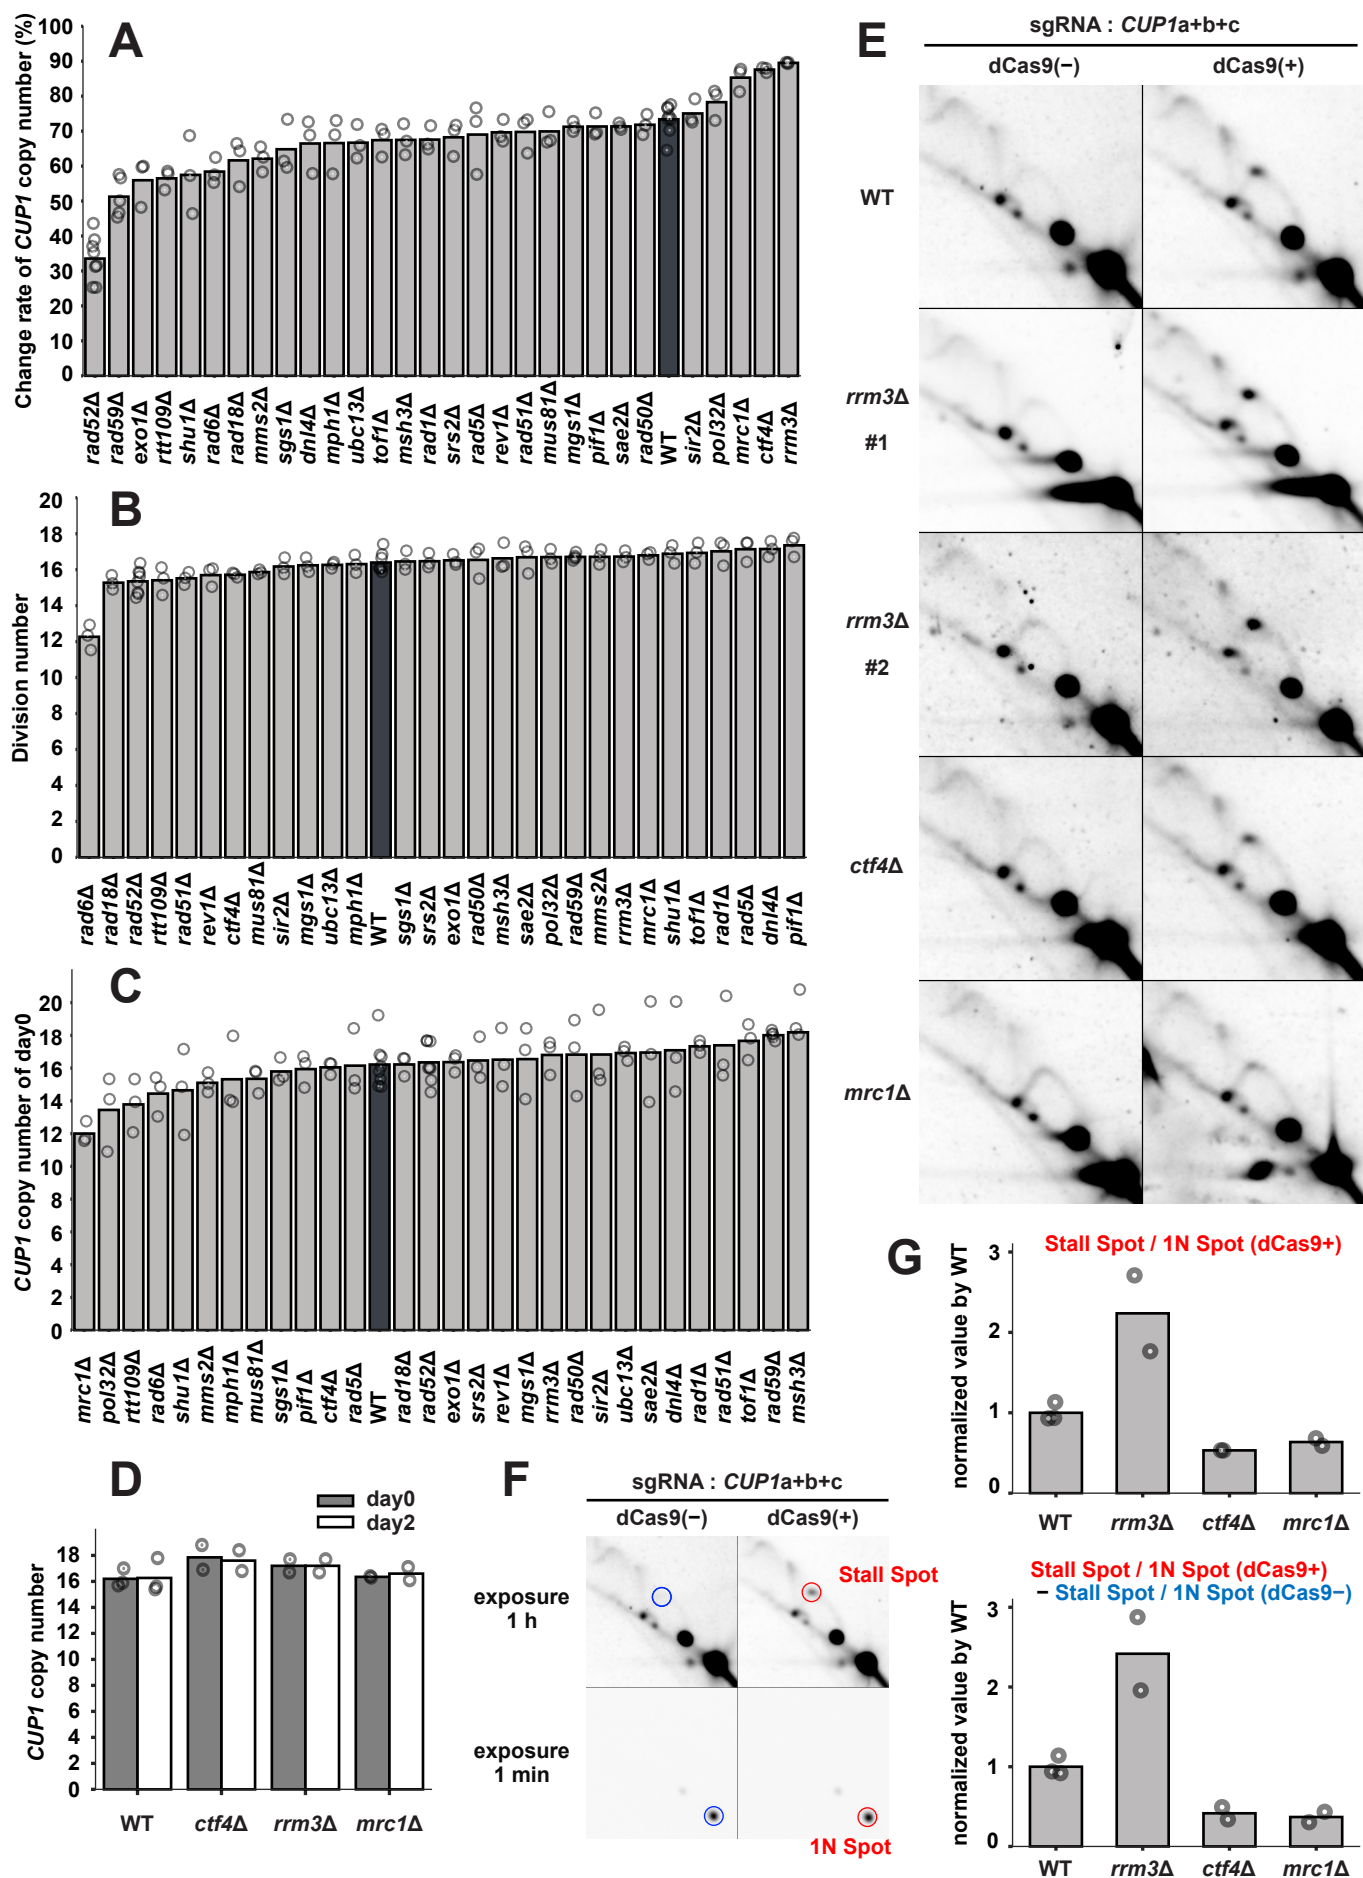 A
Change rate of CUP1 copy number (%)
100
90
80
70
60
50
40
30
20
10
0
rad52Δ rad59Δ exo1Δ rtt109Δ shu1Δ rad6Δ rad18Δ mms2Δ sgs1Δ dnl4Δ mph1Δ ubc13Δ tof1Δ msh3Δ rad1Δ srs2Δ rad5Δ rev1Δ rad51Δ mus81Δ mgs1Δ pif1Δ sae2Δ rad50Δ WT sir2Δ pol32Δ mrc1Δ ctf4Δ rrm3Δ
B
Division number
20
18
16
14
12
10
8
6
4
2
0
rad6Δ rad18Δ rad52Δ rtt109Δ rad51Δ rev1Δ ctf4Δ mus81Δ sir2Δ mgs1Δ ubc13Δ mph1Δ WT sgs1Δ srs2Δ exo1Δ rad50Δ msh3Δ sae2Δ pol32Δ rad59Δ mms2Δ rrm3Δ mrc1Δ shu1Δ tof1Δ rad1Δ rad5Δ dnl4Δ pif1Δ
C
CUP1 copy number of day0
20
18
16
14
12
10
8
6
4
2
0
mrc1Δ pol32Δ rtt109Δ rad6Δ shu1Δ mms2Δ mph1Δ mus81Δ sgs1Δ pif1Δ ctf4Δ rad5Δ WT rad18Δ rad52Δ exo1Δ srs2Δ rev1Δ mgs1Δ rrm3Δ rad50Δ sir2Δ ubc13Δ sae2Δ dnl4Δ rad1Δ rad51Δ tof1Δ rad59Δ msh3Δ
D
day0
day2
CUP1 copy number
18
16
14
12
10
8
6
4
2
0
WT ctf4Δ rrm3Δ mrc1Δ
E
sgRNA : CUP1a+b+c
dCas9(−) dCas9(+)
WT
rrm3Δ
#1
rrm3Δ
#2
ctf4Δ
mrc1Δ
F
sgRNA : CUP1a+b+c
dCas9(−) dCas9(+)
exposure
1 h
Stall Spot
exposure
1 min
1N Spot
G
Stall Spot / 1N Spot (dCas9+)
normalized value by WT
3
2
1
0
WT rrm3Δ ctf4Δ mrc1Δ
Stall Spot / 1N Spot (dCas9+)
− Stall Spot / 1N Spot (dCas9−)
normalized value by WT
3
2
1
0
WT rrm3Δ ctf4Δ mrc1Δ